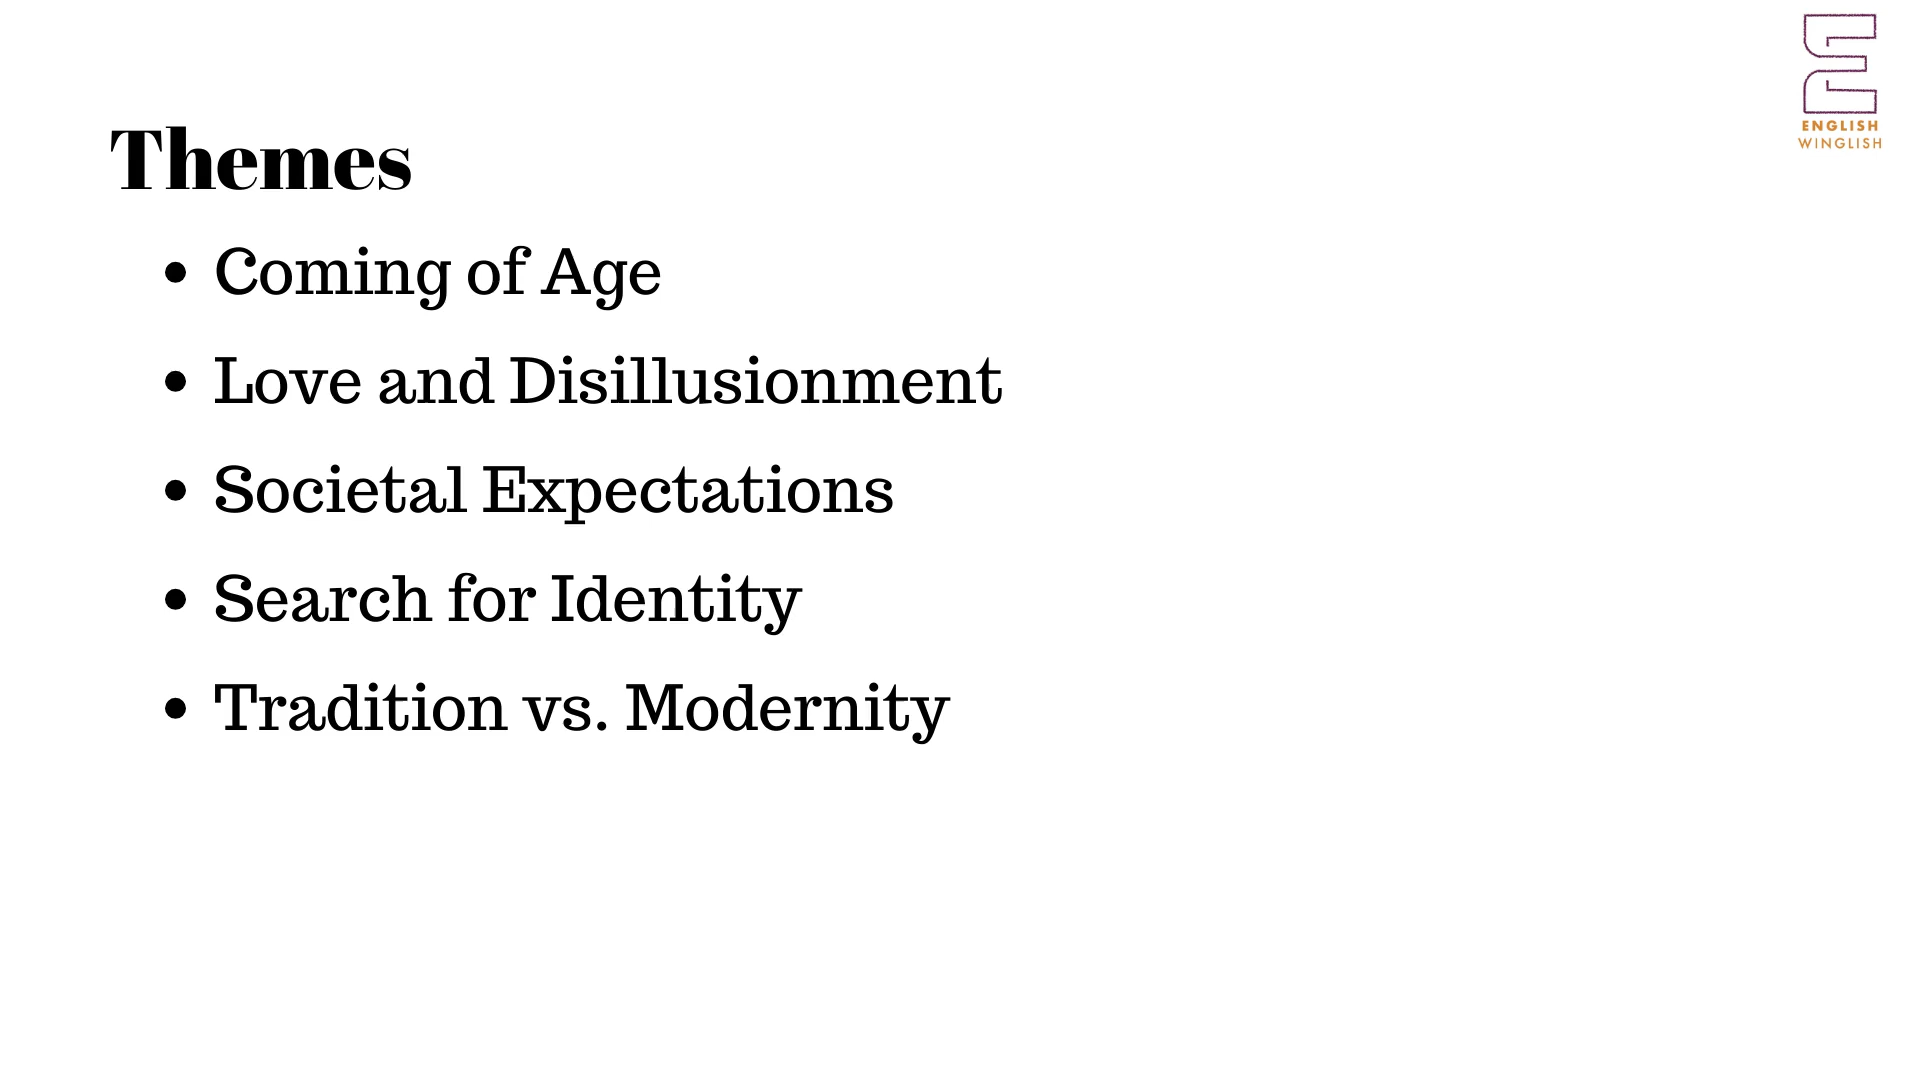 ENGLISH
WINGLISH
Themes
• Coming of Age
• Love and Disillusionment
• Societal Expectations
• Search for Identity
• Tradition vs. Modernity